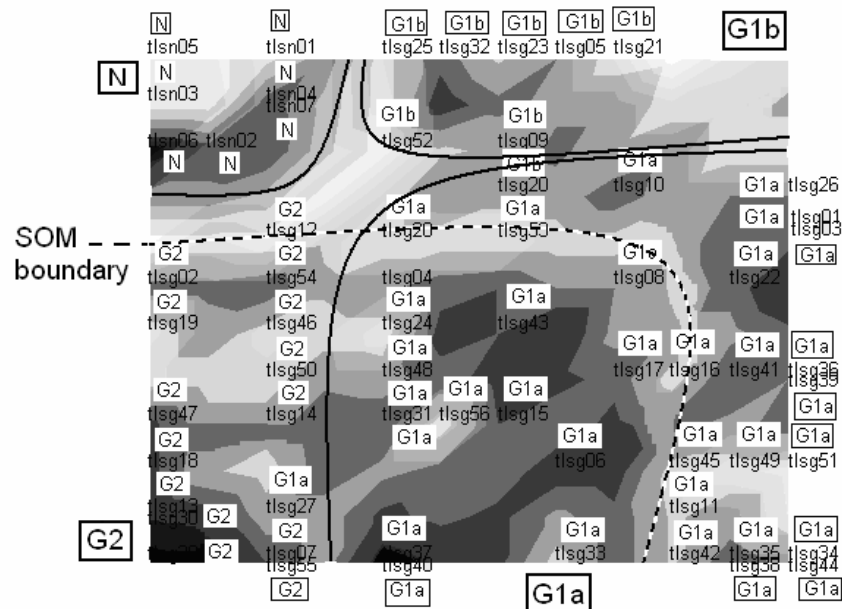 N N G1b G1b G1b G1b G1b G1b
tlsn05 tlsn01 tlsg25 tlsg32 tlsg23 tlsg05 tlsg21
N N N
tlsn03 tlsn04
tlsn07
G1b G1b
N
tlsn06 tlsn02 tlsg52 tlsg09
N N G1b G1a
tlsg20 tlsg10 G1a tlsg26
G2 G1a G1a G1a tlsg01
tlsg12 tlsg20 tlsg50 tlsg03
SOM
boundary
G2 G2 G1a G1a G1a
tlsg02 tlsg54 tlsg04 tlsg08 tlsg22
G2 G2 G1a G1a
tlsg19 tlsg46 tlsg24 tlsg43
G2 G1a G1a G1a G1a G1a
tlsg50 tlsg48 tlsg17 tlsg16 tlsg41 tlsg36
tlsg39
G2 G2 G1a G1a G1a G1a
tlsg47 tlsg14 tlsg31 tlsg56 tlsg15
G2 G1a G1a G1a G1a G1a
tlsg18 tlsg06 tlsg45 tlsg49 tlsg51
G2 G1a G1a
tlsg13 tlsg27 tlsg11
tlsg30
G2 G2 G1a G1a G1a G1a G1a
G2 G2 tlsg07 tlsg37 tlsg33 tlsg42 tlsg35 tlsg34
tlsg55 tlsg40 tlsg38 tlsg44
G2 G1a G1a G1a G1a